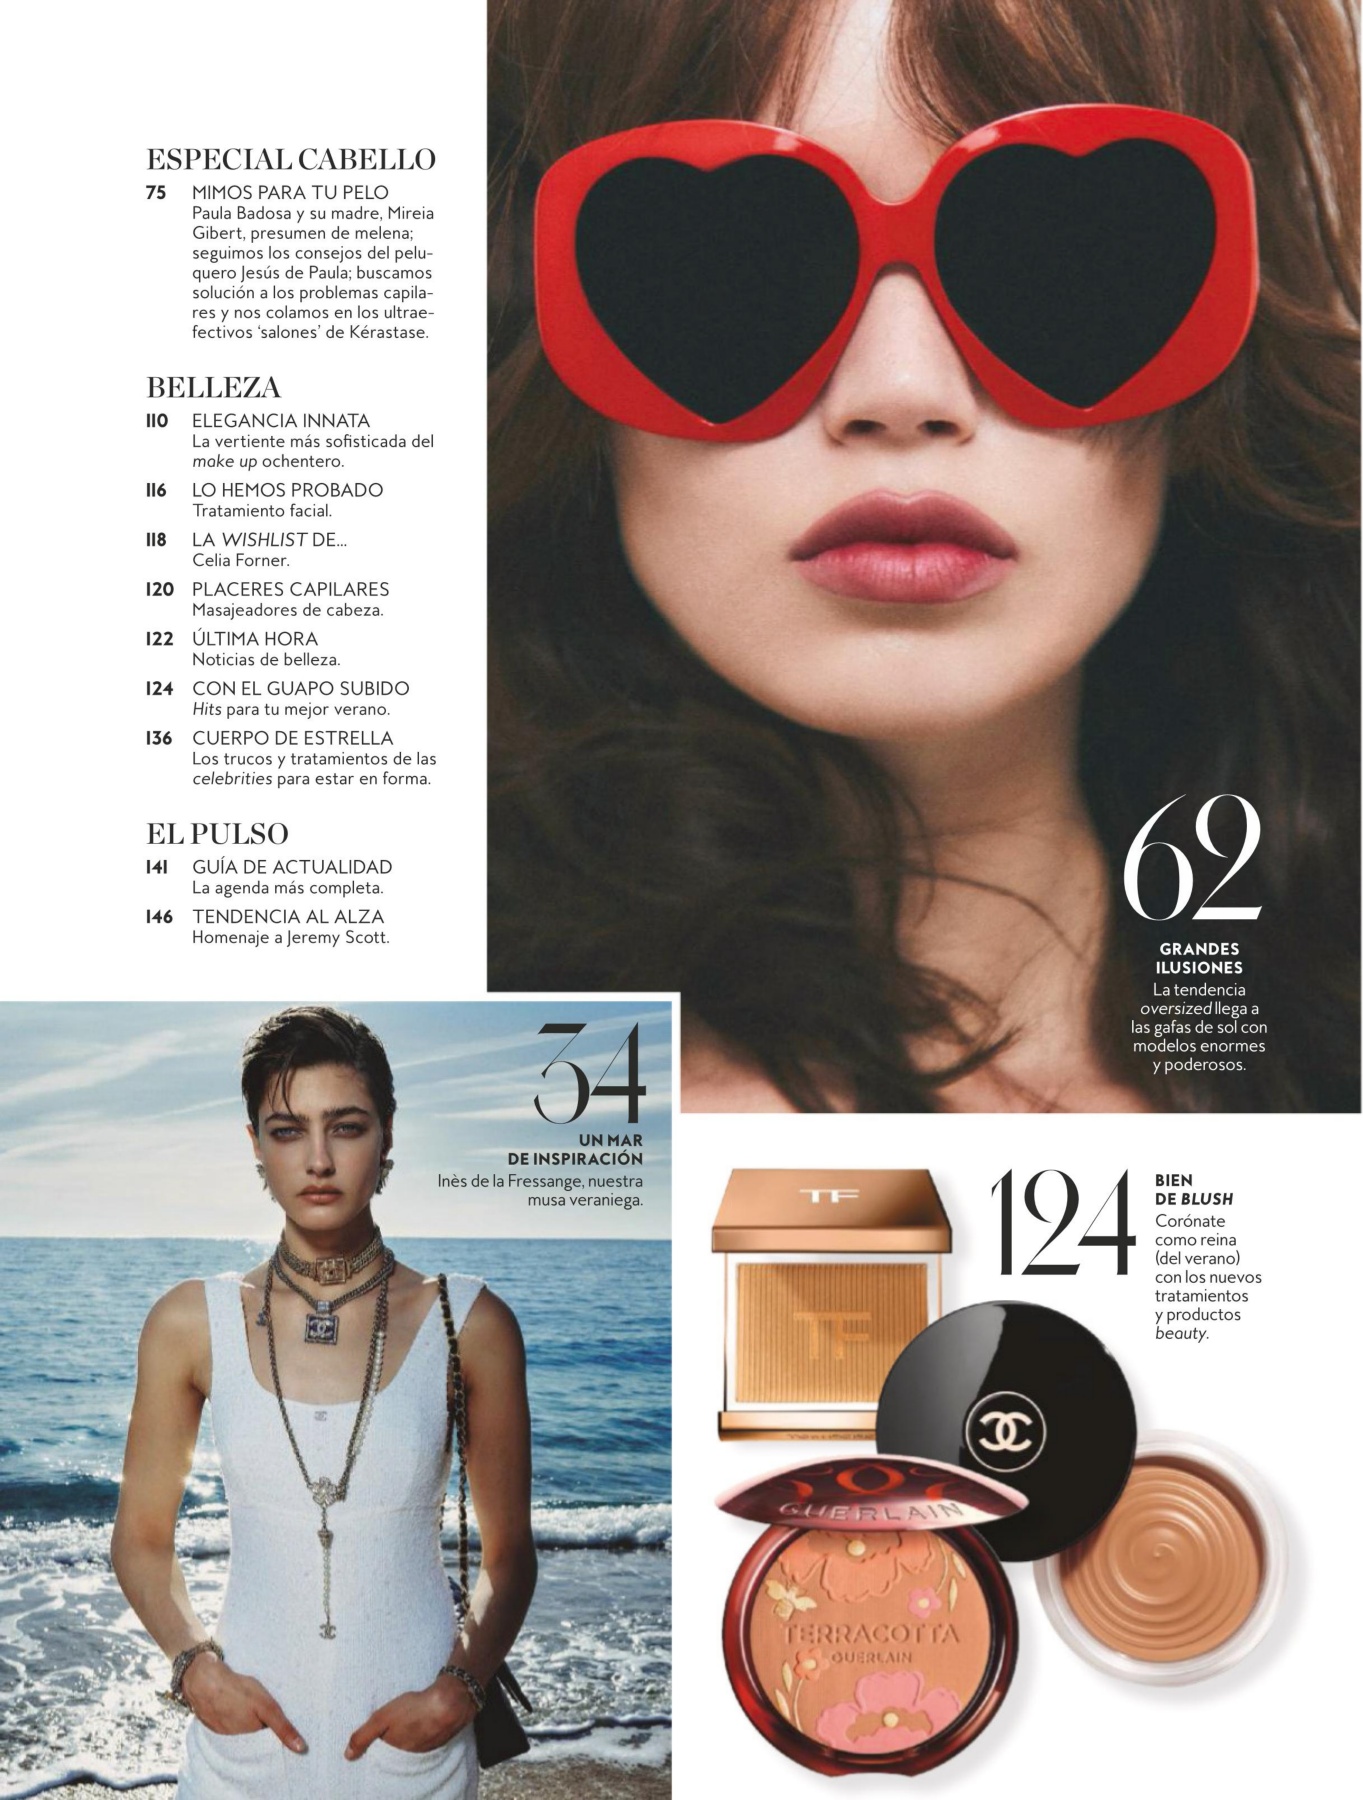 ESPECIAL CABELLO
75 MIMOS PARA TU PELO
Paula Badosa y su madre, Mireia
Gibert, presumen de melena;
seguimos los consejos del pelu-
quero Jesús de Paula; buscamos
solución a los problemas capila-
res y nos colamos en los ultrae-
fectivos ‘salones’ de Kérastase.
BELLEZA
110 ELEGANCIA INNATA
La vertiente más sofisticada del
make up ochentero.
116 LO HEMOS PROBADO
Tratamiento facial.
118 LA WISHLIST DE...
Celia Forner.
120 PLACERES CAPILARES
Masajeadores de cabeza.
122 ÚLTIMA HORA
Noticias de belleza.
124 CON EL GUAPO SUBIDO
Hits para tu mejor verano.
136 CUERPO DE ESTRELLA
Los trucos y tratamientos de las
celebrities para estar en forma.
EL PULSO
141 GUÍA DE ACTUALIDAD
La agenda más completa.
146 TENDENCIA AL ALZA
Homenaje a Jeremy Scott.
62
GRANDES
ILUSIONES
La tendencia
oversized llega a
las gafas de sol con
modelos enormes
y poderosos.
34
UN MAR
DE INSPIRACIÓN
Inès de la Fressange, nuestra
musa veraniega.
124
BIEN
DE BLUSH
Corónate
como reina
(del verano)
con los nuevos
tratamientos
y productos
beauty.
TF
TF
GUERLAIN
TERRACOTTA
GUERLAIN